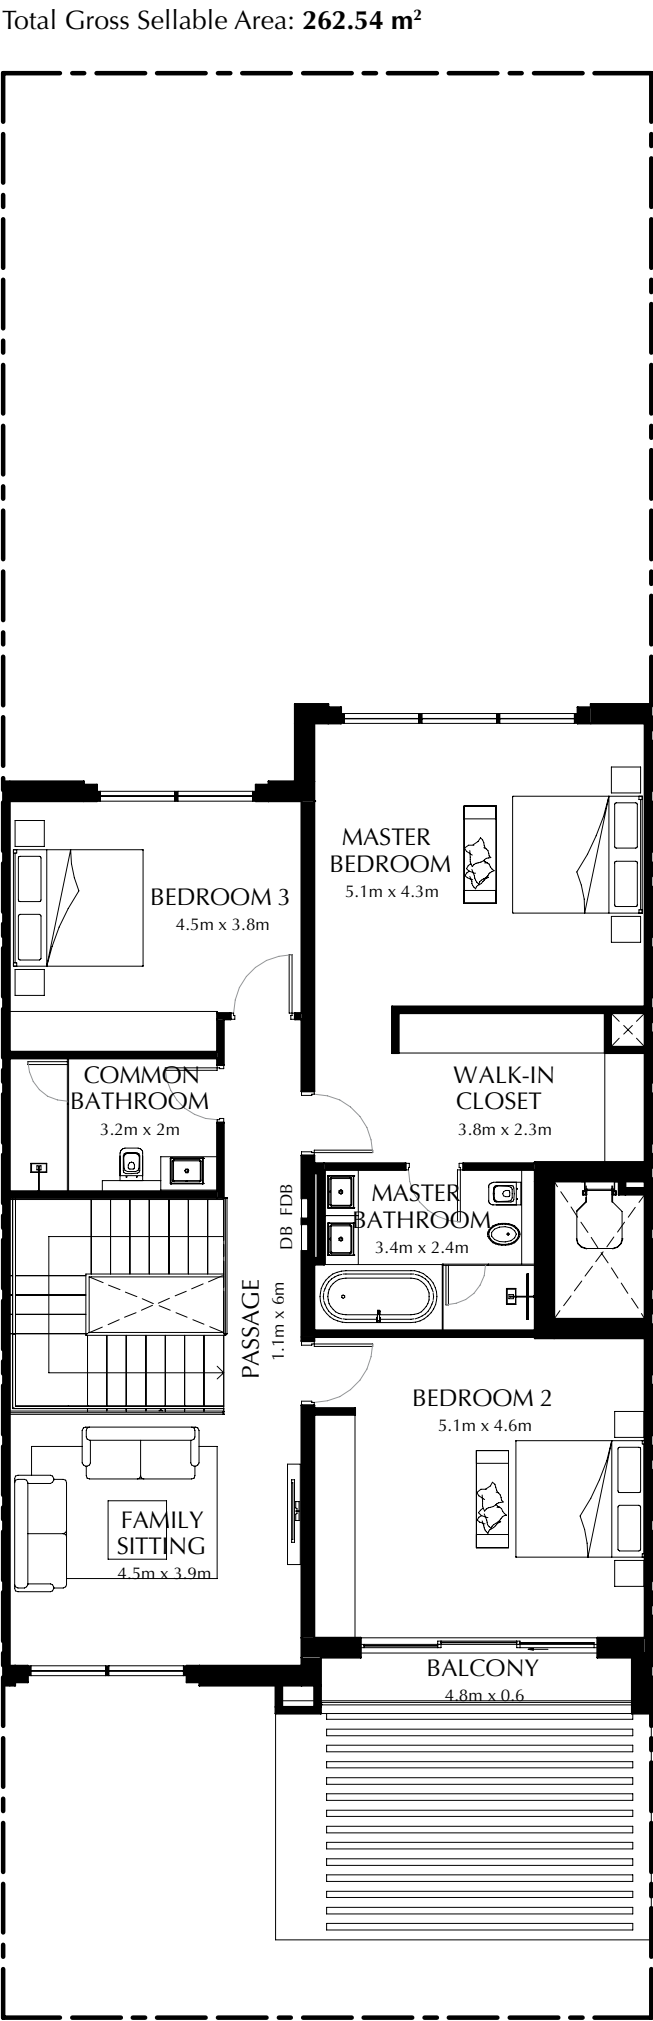 Total Gross Sellable Area: 262.54 m²
MASTER
BEDROOM
5.1m x 4.3m
BEDROOM 3
4.5m x 3.8m
COMMON
BATHROOM
3.2m x 2m
WALK-IN
CLOSET
3.8m x 2.3m
MASTER
BATHROOM
3.4m x 2.4m
DB FDB
PASSAGE
1.1m x 6m
BEDROOM 2
5.1m x 4.6m
FAMILY
SITTING
4.5m x 3.9m
BALCONY
4.8m x 0.6